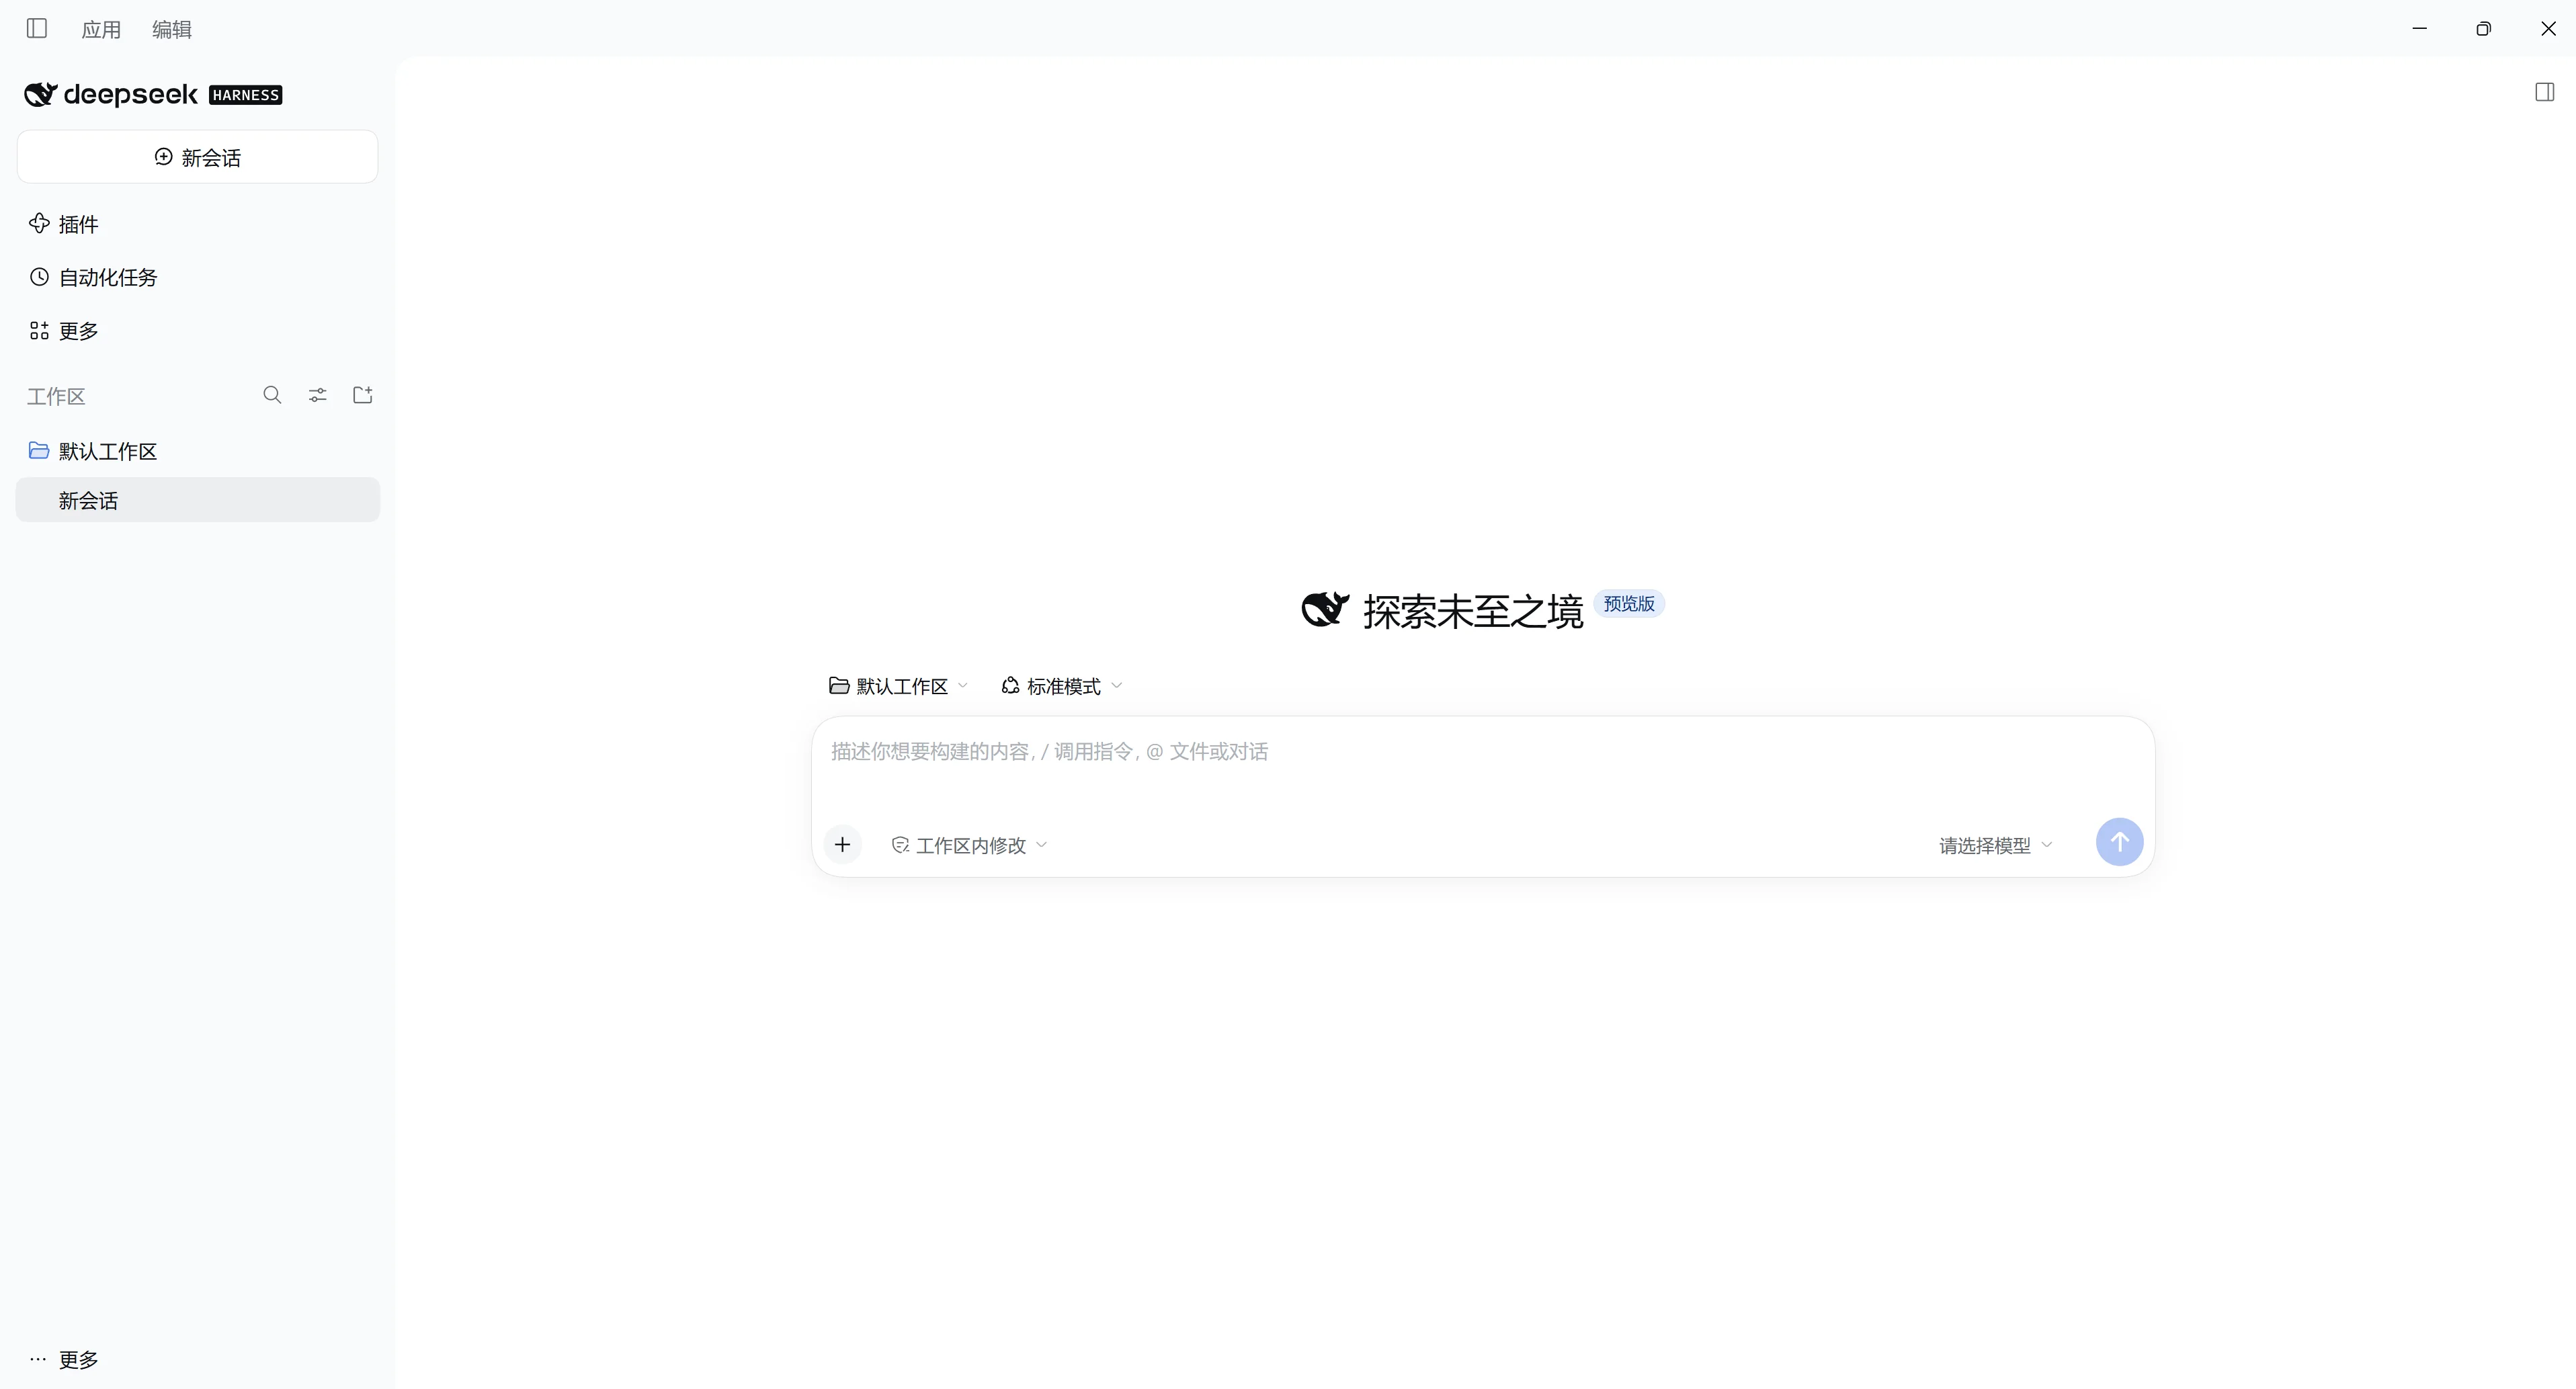 应用 编辑
deepseek HARNESS
新会话
插件
自动化任务
更多
工作区
默认工作区
新会话
探索未至之境 预览版
默认工作区 标准模式
描述你想要构建的内容, / 调用指令, @ 文件或对话
工作区内修改 请选择模型
更多